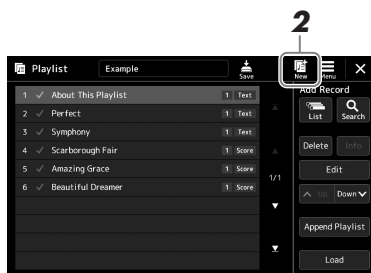 2
Playlist Example Save New Menu
Add Record
1 About This Playlist 1 Text
List Search
2 Perfect 1 Text
3 Symphony 1 Text
Delete Info
4 Scarborough Fair 1 Score
5 Amazing Grace 1 Score
Edit
1/1
6 Beautiful Dreamer 1 Score
Up Down
Append Playlist
Load